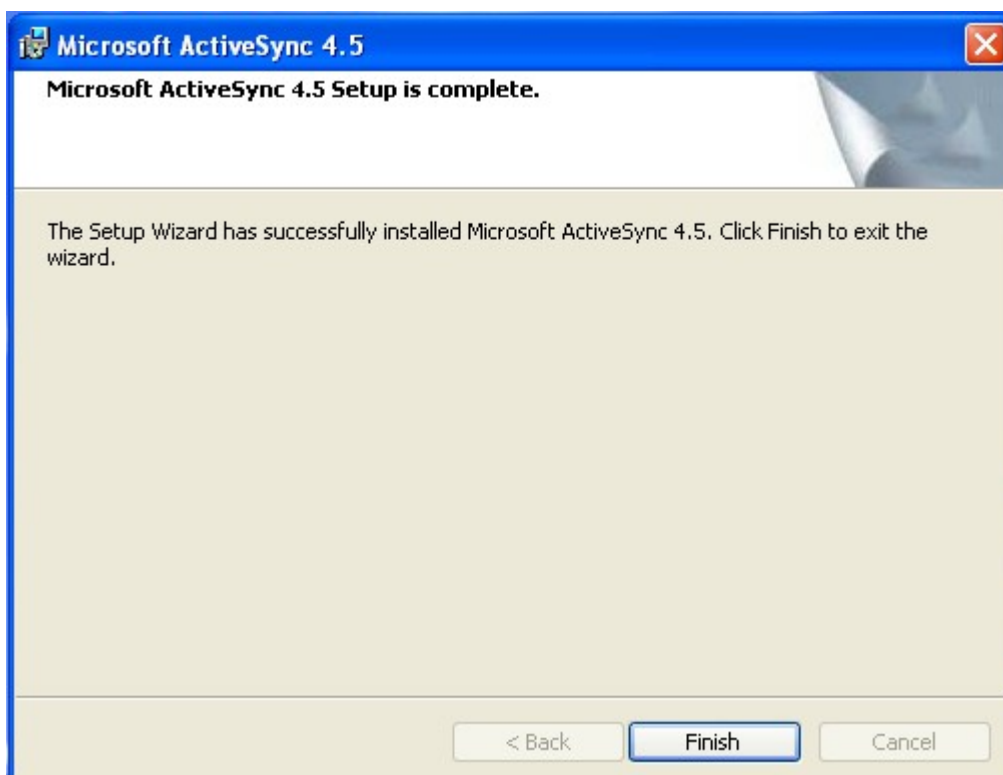 Microsoft ActiveSync 4.5
Microsoft ActiveSync 4.5 Setup is complete.
The Setup Wizard has successfully installed Microsoft ActiveSync 4.5. Click Finish to exit the
wizard.
< Back
Finish
Cancel